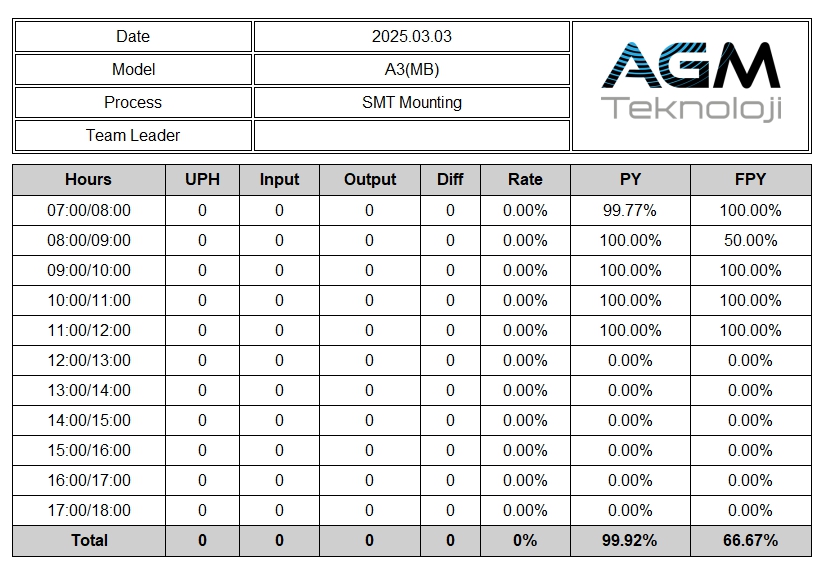 Date 2025.03.03
Model A3(MB)
Process SMT Mounting
Team Leader
AGM
Teknoloji
Hours UPH Input Output Diff Rate PY FPY
07:00/08:00 0 0 0 0 0.00% 99.77% 100.00%
08:00/09:00 0 0 0 0 0.00% 100.00% 50.00%
09:00/10:00 0 0 0 0 0.00% 100.00% 100.00%
10:00/11:00 0 0 0 0 0.00% 100.00% 100.00%
11:00/12:00 0 0 0 0 0.00% 100.00% 100.00%
12:00/13:00 0 0 0 0 0.00% 0.00% 0.00%
13:00/14:00 0 0 0 0 0.00% 0.00% 0.00%
14:00/15:00 0 0 0 0 0.00% 0.00% 0.00%
15:00/16:00 0 0 0 0 0.00% 0.00% 0.00%
16:00/17:00 0 0 0 0 0.00% 0.00% 0.00%
17:00/18:00 0 0 0 0 0.00% 0.00% 0.00%
Total 0 0 0 0 0% 99.92% 66.67%